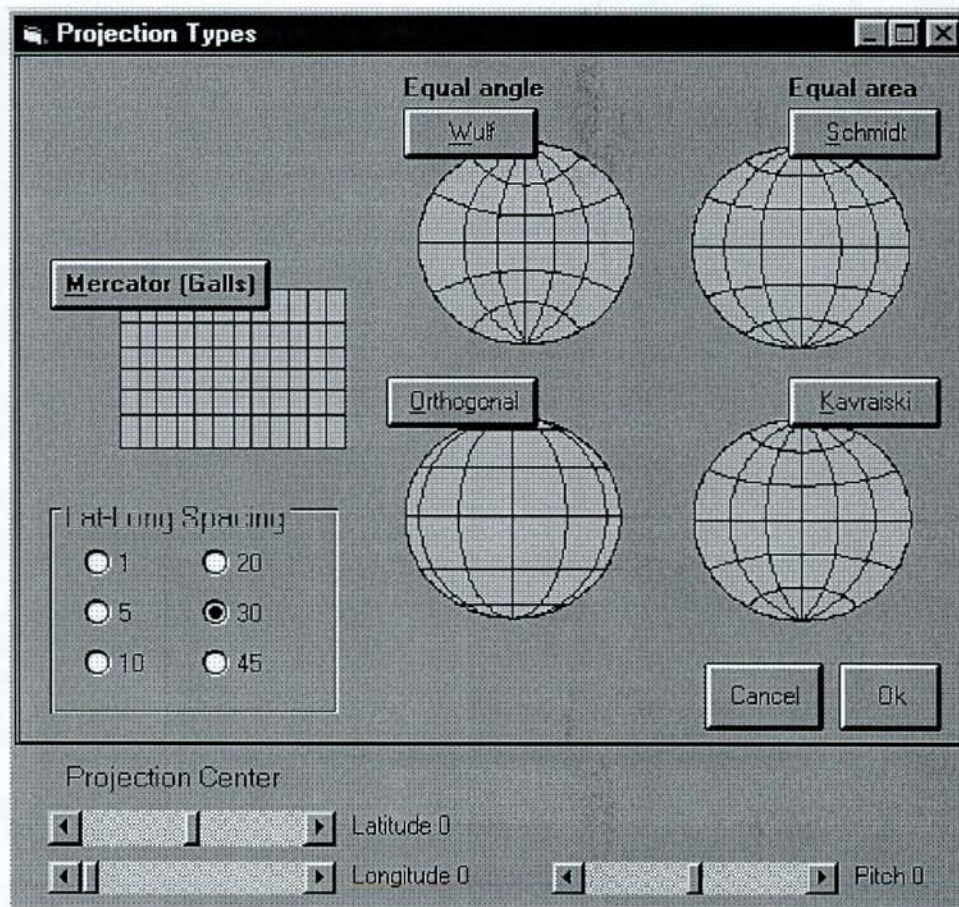 Projection Types
Equal angle
Equal area
Wulf
Schmidt
Mercator (Galls)
Orthogonal
Kavraiski
Lat-Long Spacing
1
20
5
30
10
45
Cancel
Ok
Projection Center
Latitude 0
Longitude 0
Pitch 0